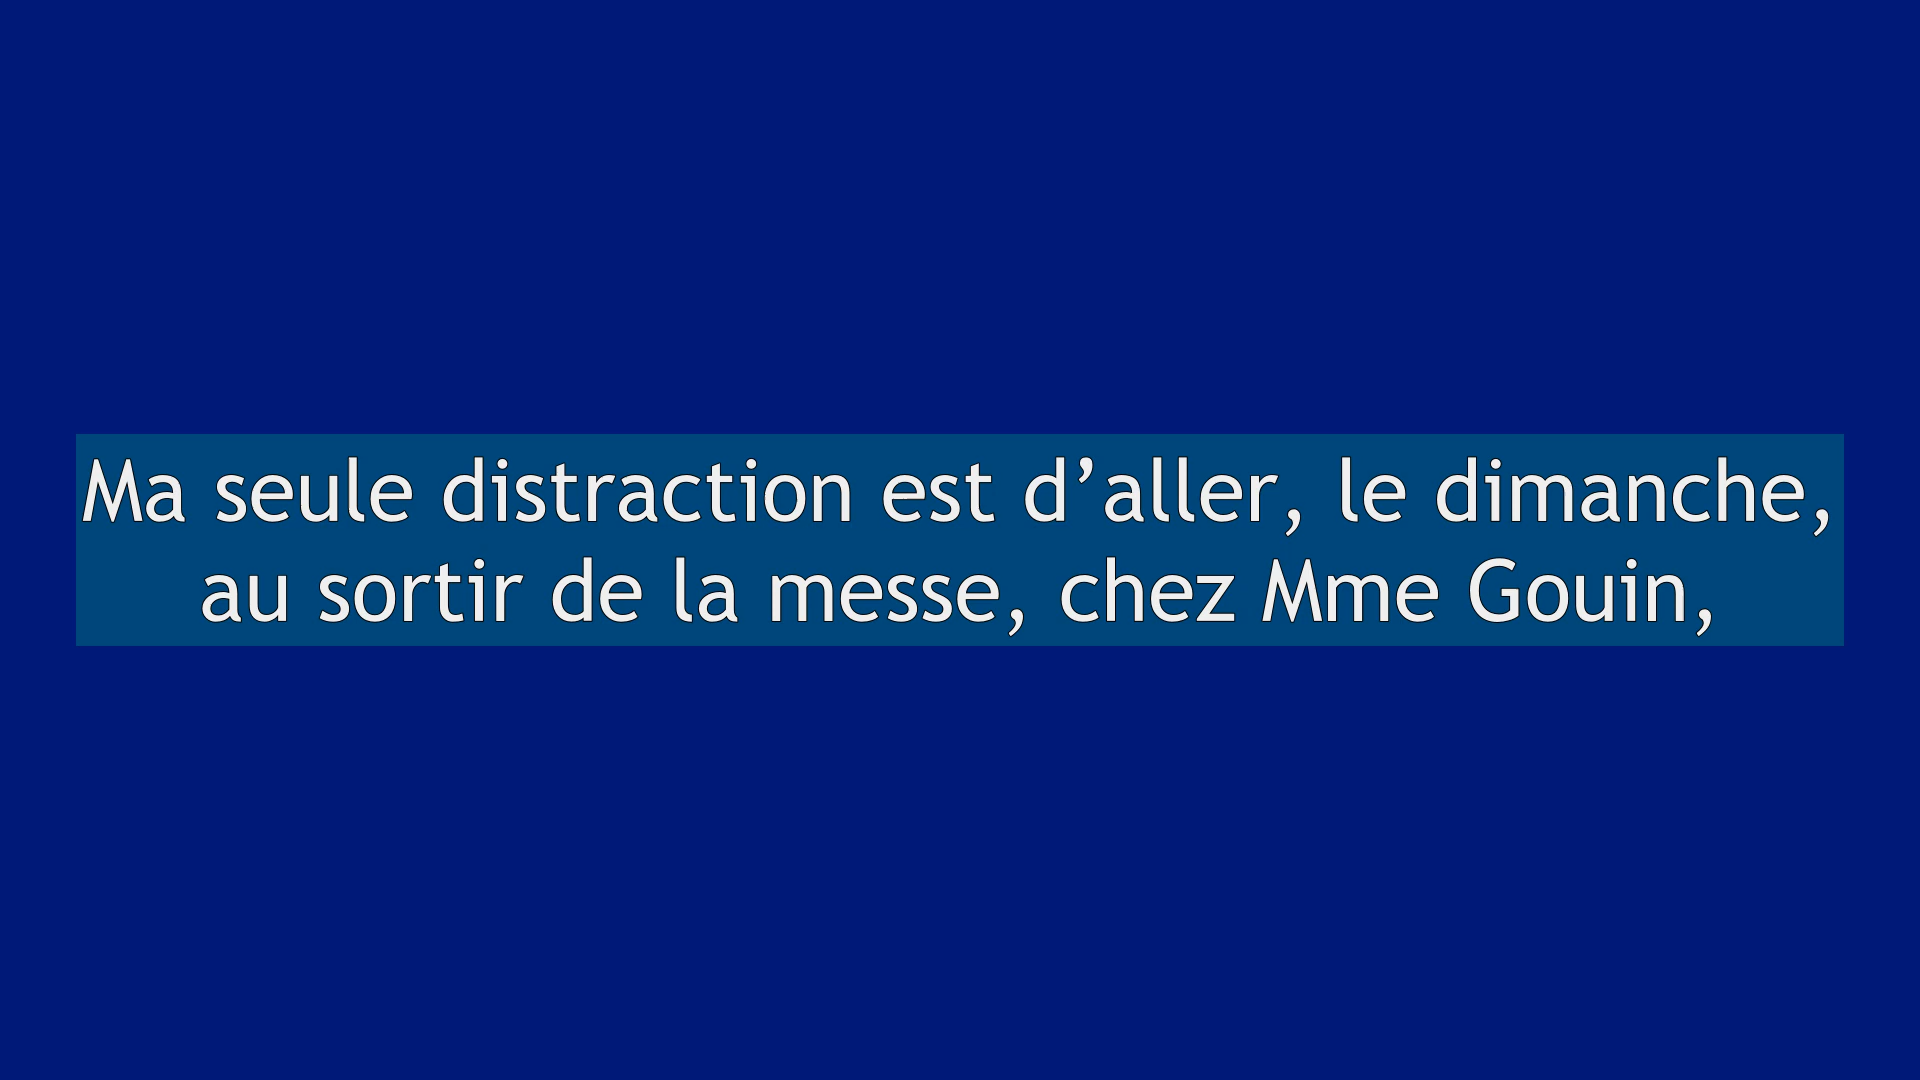 Ma seule distraction est d’aller, le dimanche,
au sortir de la messe, chez Mme Gouin,